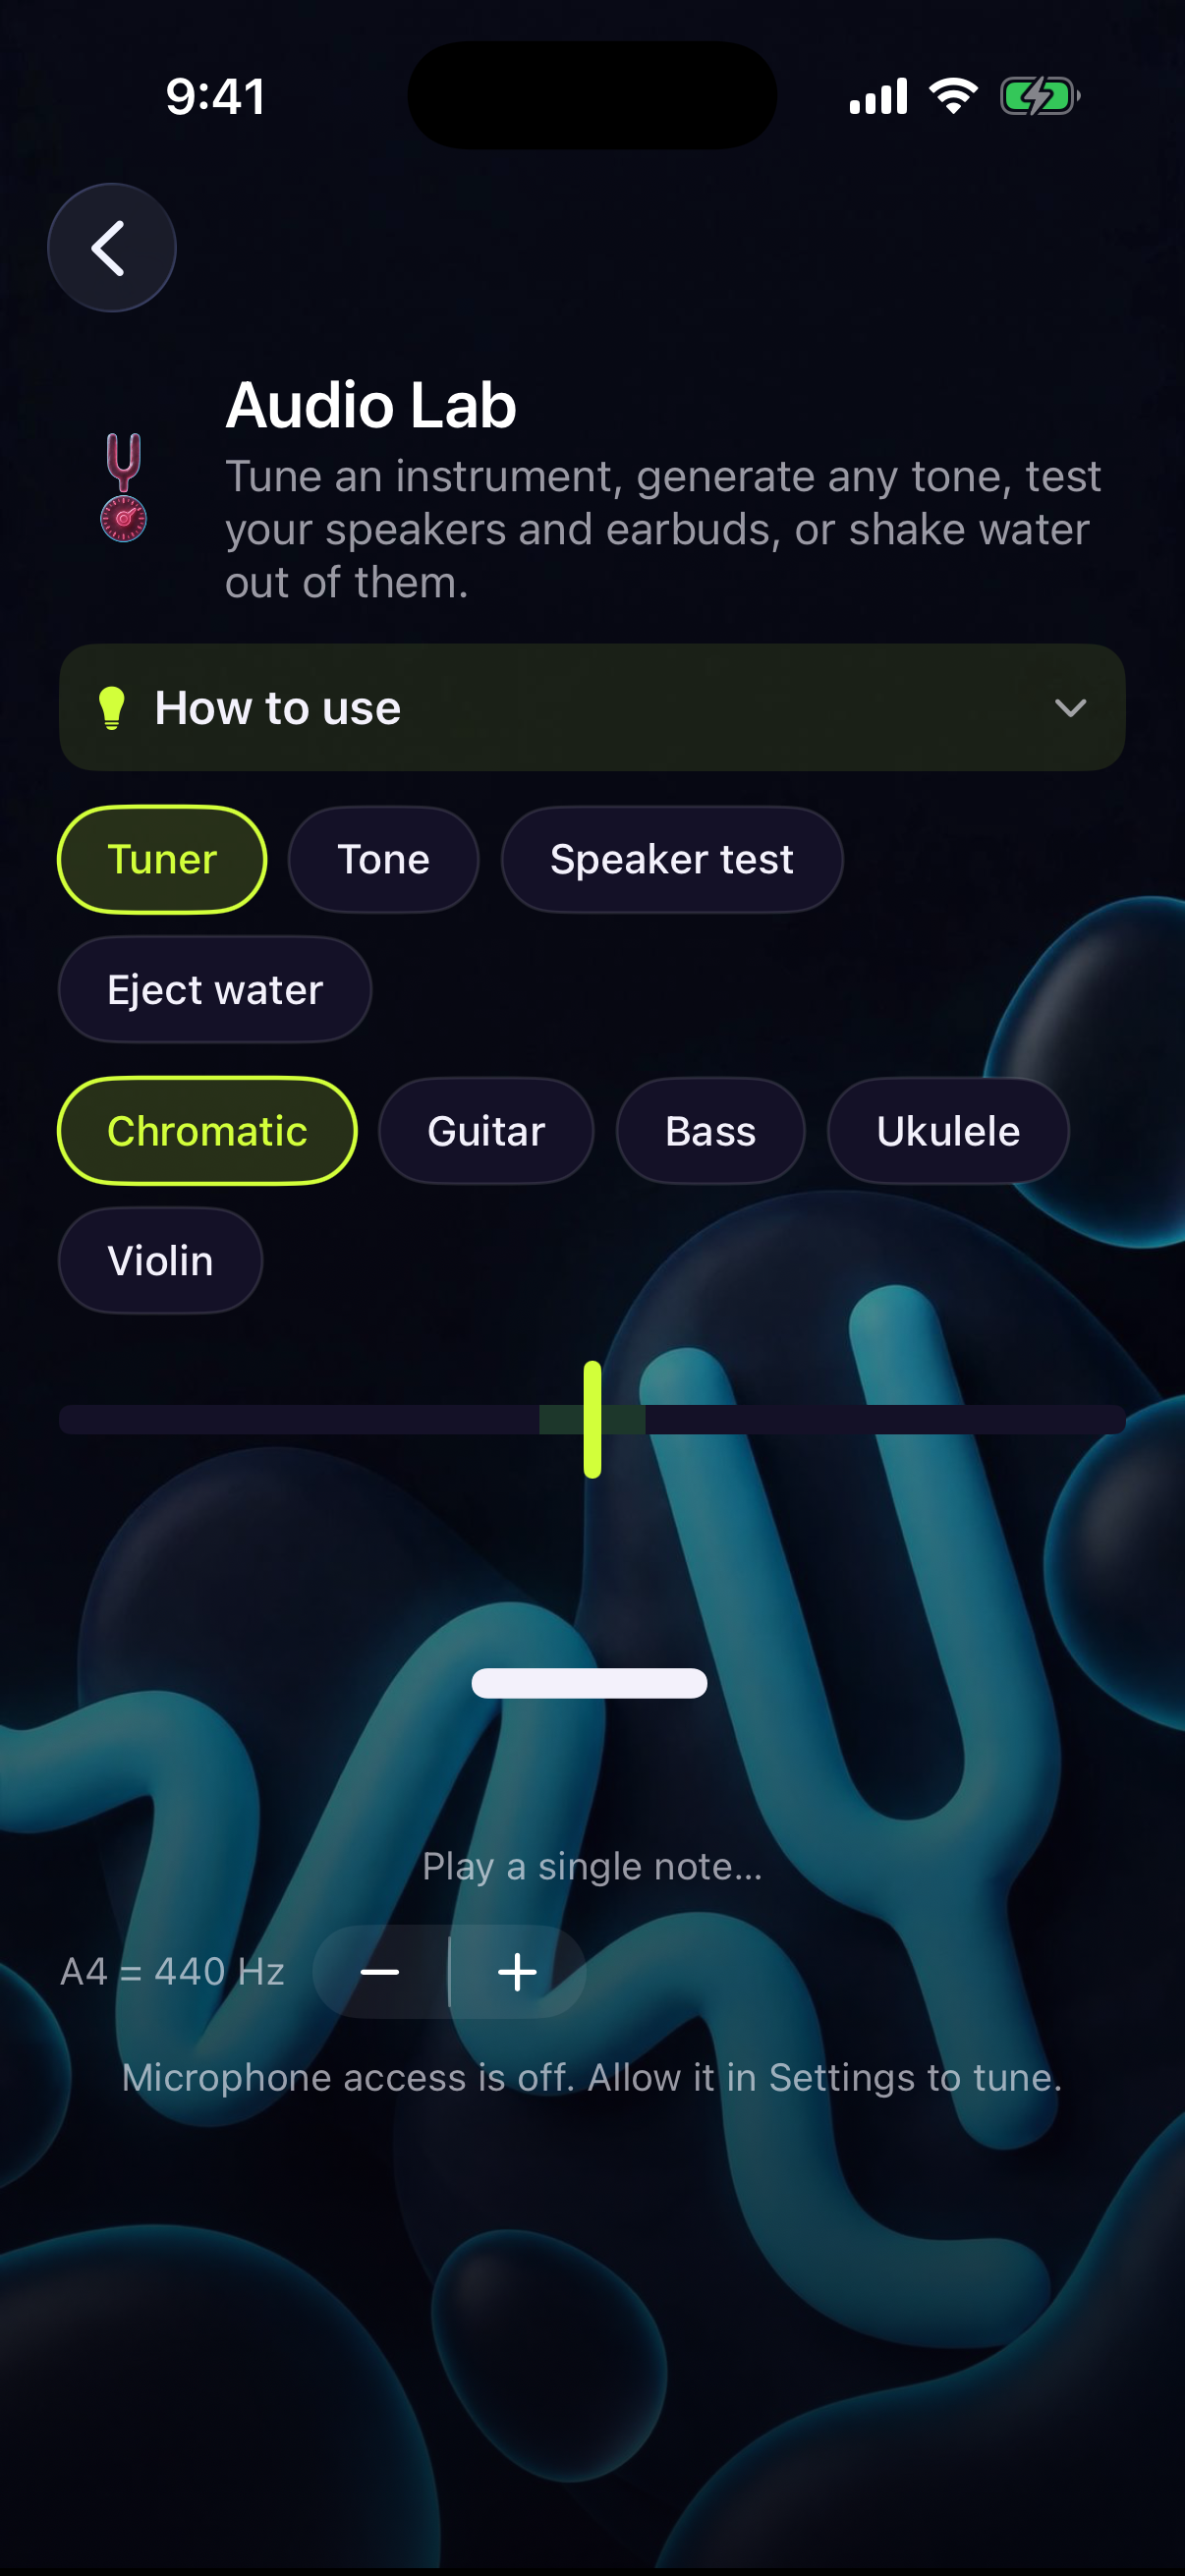 9:41
Audio Lab
Tune an instrument, generate any tone, test
your speakers and earbuds, or shake water
out of them.
How to use
Tuner
Tone
Speaker test
Eject water
Chromatic
Guitar
Bass
Ukulele
Violin
—
Play a single note...
A4 = 440 Hz
− +
Microphone access is off. Allow it in Settings to tune.